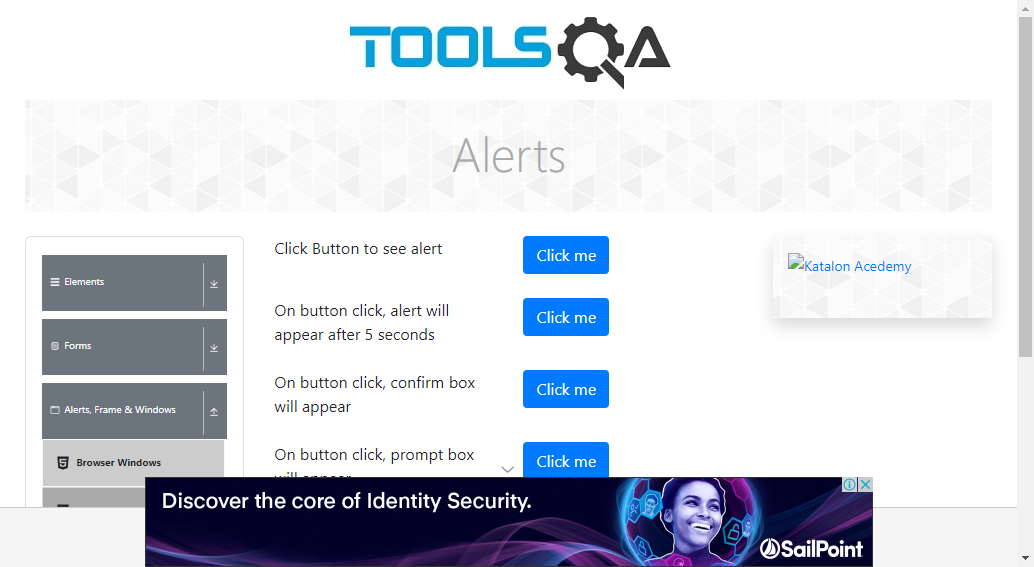 TOOLSQA
Alerts
Elements
Forms
Alerts, Frame & Windows
Browser Windows
Click Button to see alert
Click me
On button click, alert will
appear after 5 seconds
Click me
On button click, confirm box
will appear
Click me
On button click, prompt box
will appear
Click me
Katalon Acedemy
Discover the core of Identity Security.
SailPoint